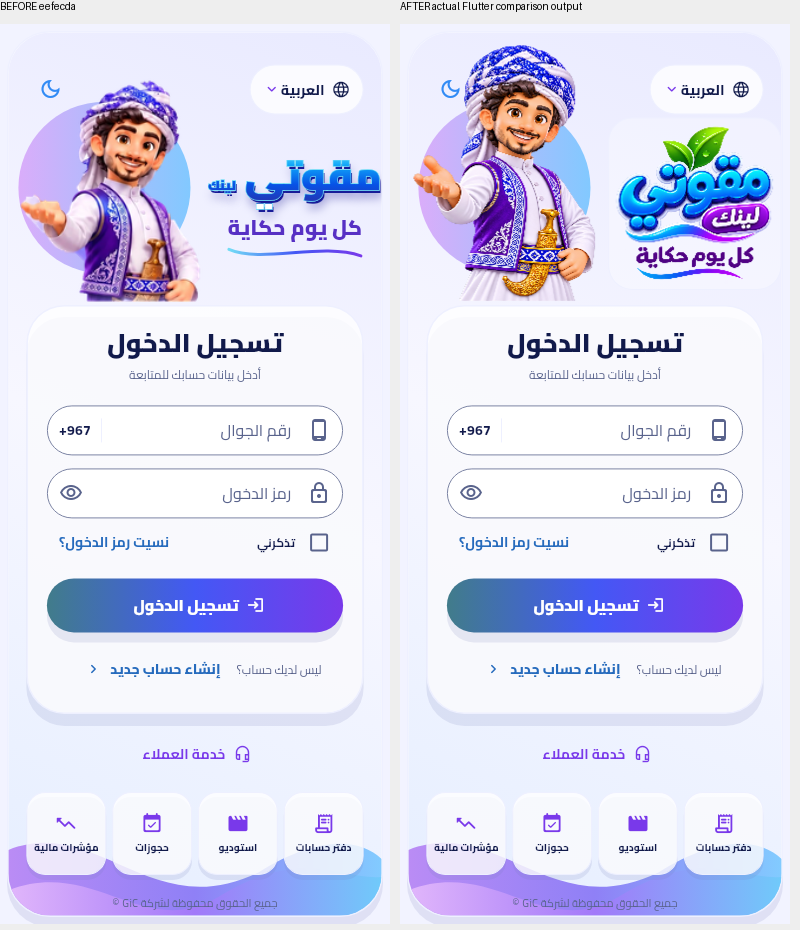 BEFORE eefecda
العربية
مقوتي لينك
كل يوم حكاية
تسجيل الدخول
أدخل بيانات حسابك للمتابعة
رقم الجوال
+967
رمز الدخول
تذكرني
نسيت رمز الدخول؟
تسجيل الدخول
ليس لديك حساب؟ إنشاء حساب جديد
خدمة العملاء
دفتر حسابات
استوديو
حجوزات
مؤشرات مالية
جميع الحقوق محفوظة لشركة GiC ©
AFTER actual Flutter comparison output
العربية
مقوتي
لينك
كل يوم حكاية
تسجيل الدخول
أدخل بيانات حسابك للمتابعة
رقم الجوال
+967
رمز الدخول
تذكرني
نسيت رمز الدخول؟
تسجيل الدخول
ليس لديك حساب؟ إنشاء حساب جديد
خدمة العملاء
دفتر حسابات
استوديو
حجوزات
مؤشرات مالية
جميع الحقوق محفوظة لشركة GiC ©